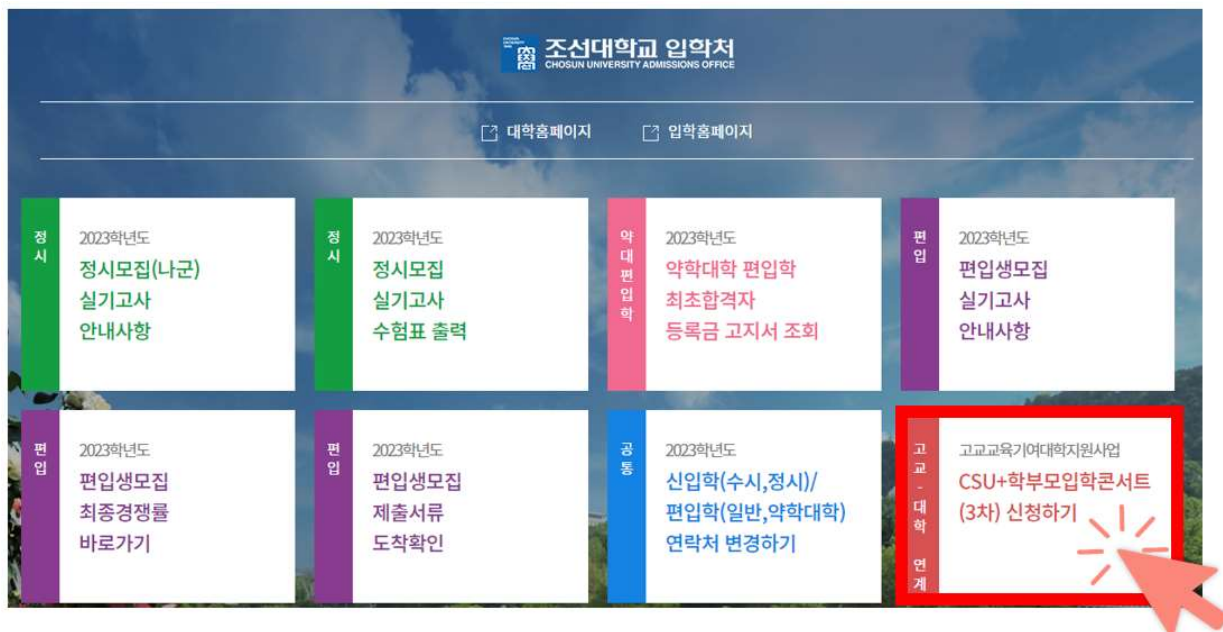 조선대학교 입학처
CHOSUN UNIVERSITY ADMISSIONS OFFICE
대학홈페이지 입학홈페이지
정시
2023학년도
정시모집(나군)
실기고사
안내사항
정시
2023학년도
정시모집
실기고사
수험표 출력
약대편입학
2023학년도
약학대학 편입학
최초합격자
등록금 고지서 조회
편입
2023학년도
편입생모집
실기고사
안내사항
편입
2023학년도
편입생모집
최종경쟁률
바로가기
편입
2023학년도
편입생모집
제출서류
도착확인
공통
2023학년도
신입학(수시,정시)/
편입학(일반,약학대학)
연락처 변경하기
고교-대학 연계
고교교육기여대학지원사업
CSU+학부모입학콘서트
(3차) 신청하기